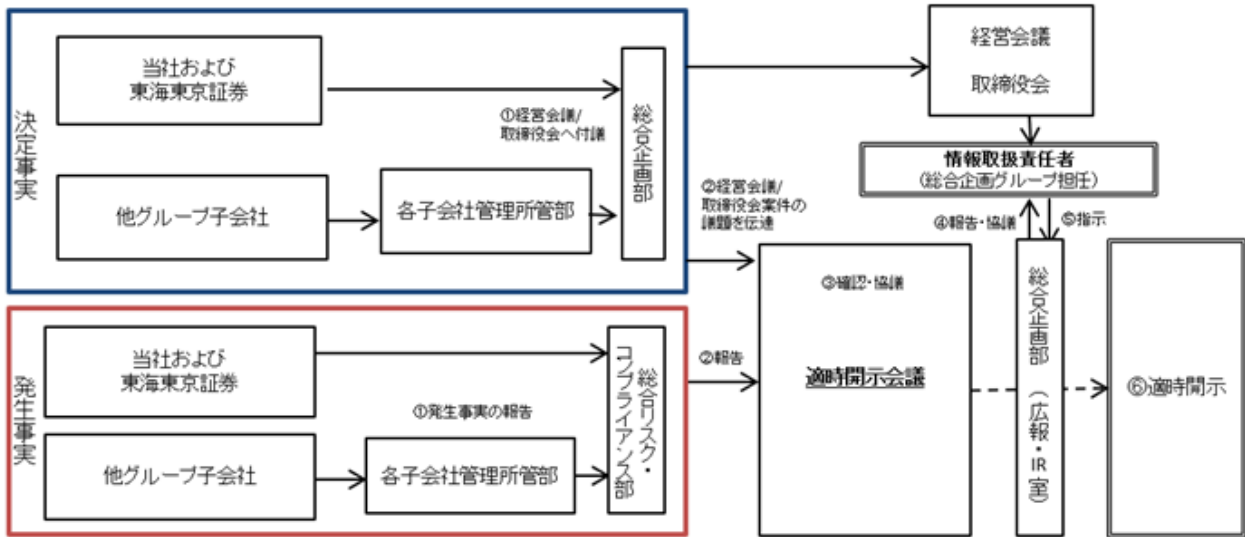 決定事実
当社および
東海東京証券
①経営会議/
取締役会へ付議
総合企画部
他グループ子会社
各子会社管理所管部
経営会議
取締役会
情報取扱責任者
(総合企画グループ担任)
②経営会議/
取締役会案件の
議題を伝達
④報告・協議
⑤指示
発生事実
当社および
東海東京証券
①発生事実の報告
総合リスク・
コンプライアンス部
他グループ子会社
各子会社管理所管部
②報告
③確認・協議
適時開示会議
総合企画部 (広報・IR室)
⑥適時開示